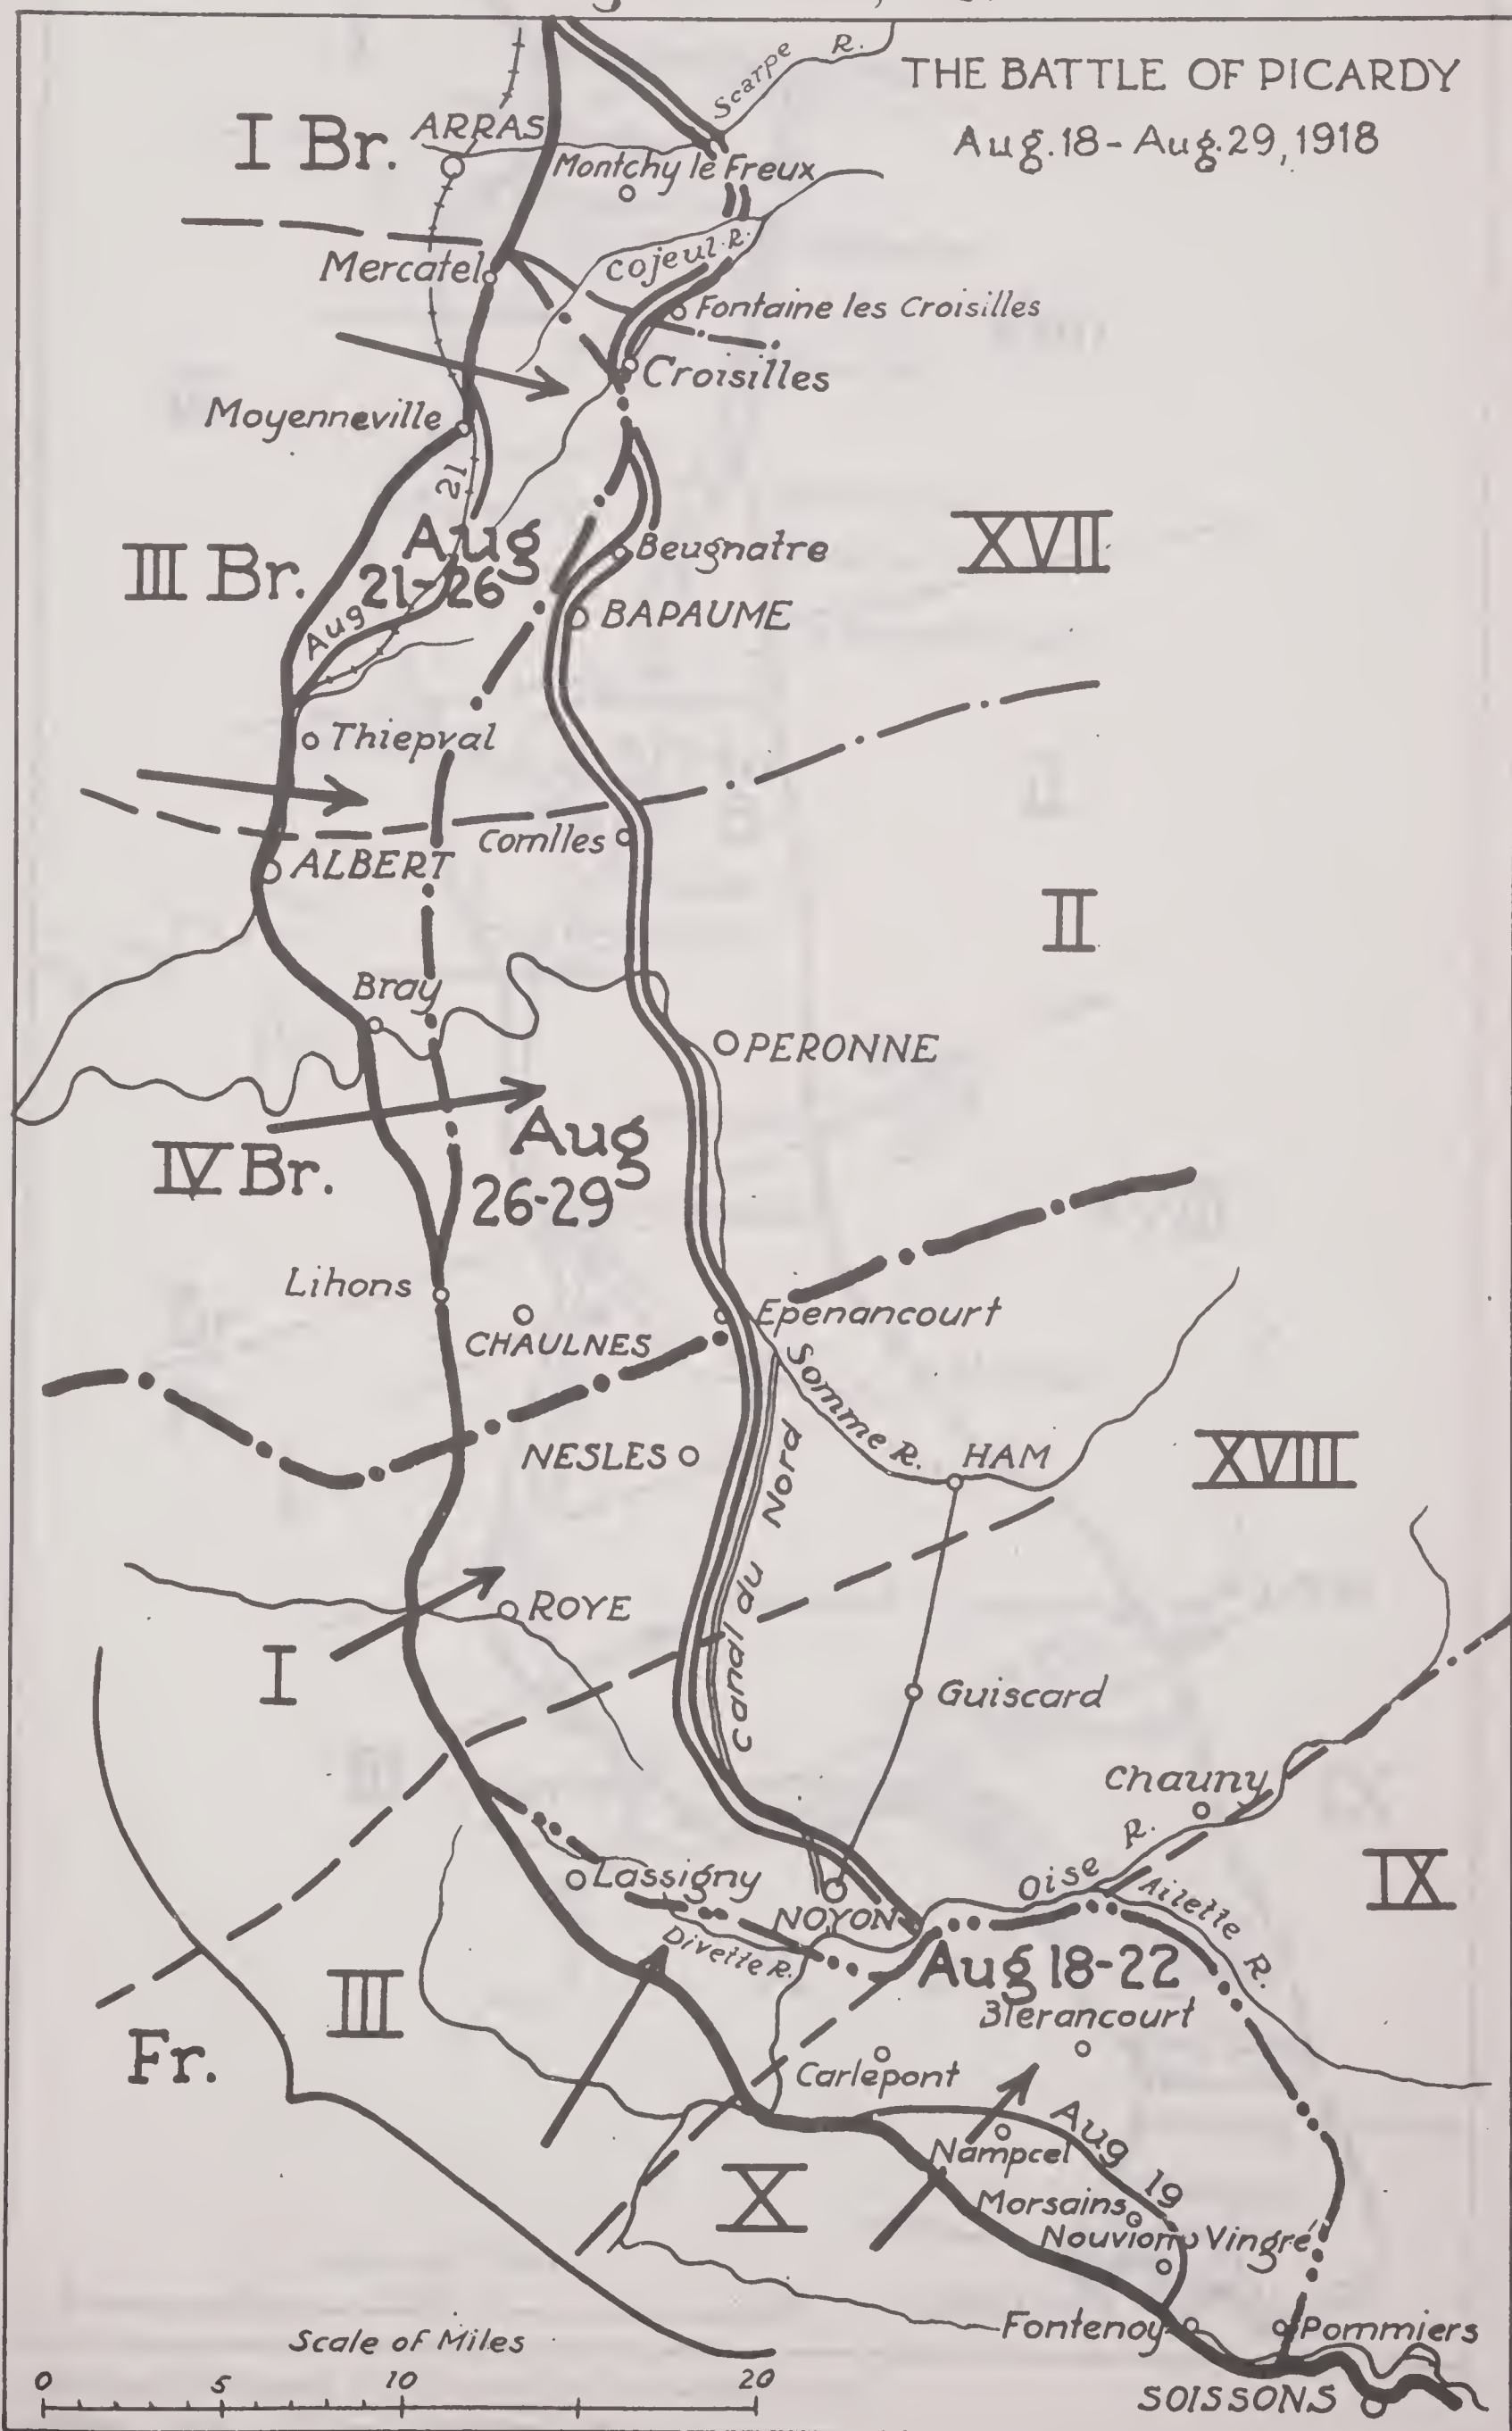 THE BATTLE OF PICARDY
Aug. 18 - Aug. 29, 1918
Scarpe R.
I Br.
ARRAS
Montchy le Freux
Mercatel
Cojeul R.
Fontaine les Croisilles
Croisilles
Moyenneville
Aug 21
Aug
21-26
III Br.
Beugnatre
XVII
BAPAUME
Thiepval
Comlles
ALBERT
II
Bray
PERONNE
IV Br.
Aug
26-29
Lihons
CHAULNES
Epenancourt
Somme R.
NESLES
HAM
XVIII
Canal du Nord
ROYE
I
Guiscard
Chauny
Oise R.
Ailette R.
IX
Lassigny
NOYON
Divette R.
Aug 18-22
III
Blerancourt
Fr.
Carlepont
Aug 19
Nampcel
X
Morsains
Nouvion
Vingré
Fontenoy
Pommiers
SOISSONS
Scale of Miles
0 5 10 20